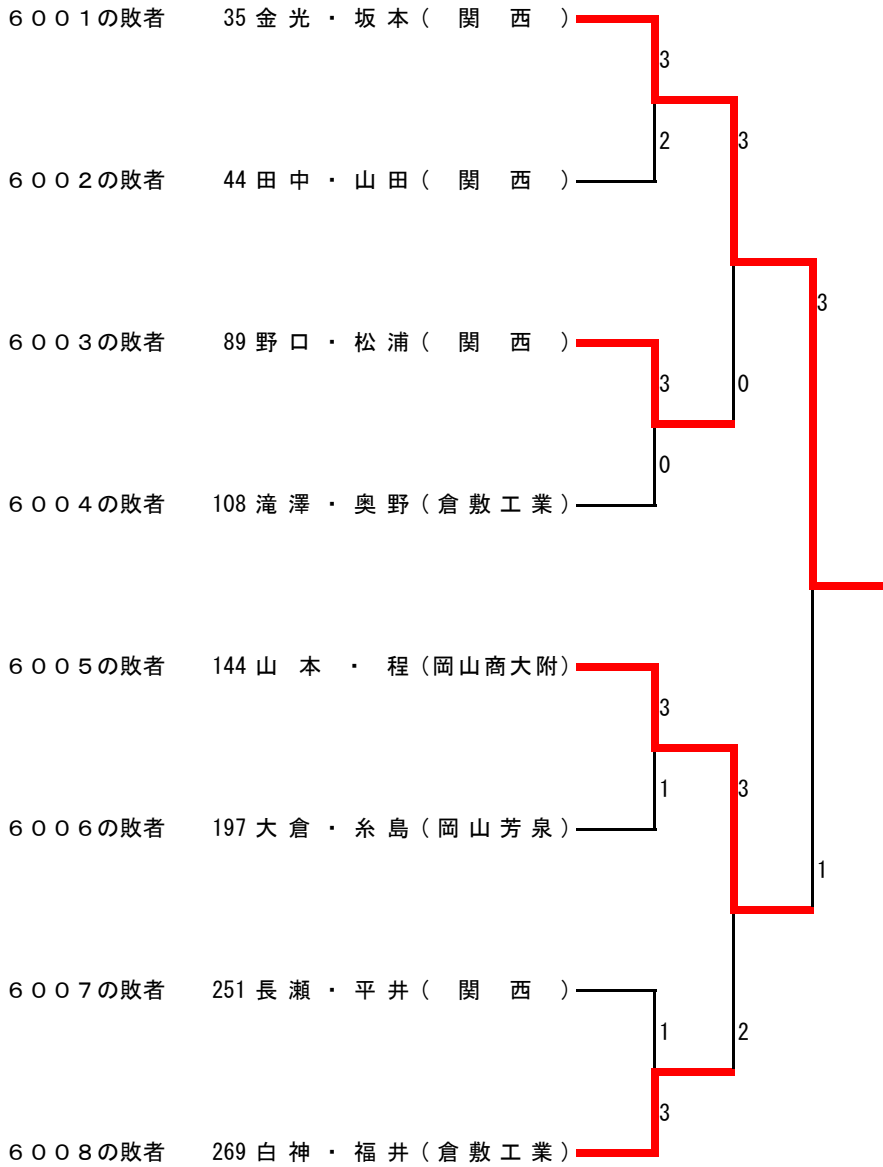 ６００１の敗者 35 金光・坂本(関西)
3
2 3
６００２の敗者 44 田中・山田(関西)
3
６００３の敗者 89 野口・松浦(関西)
3 0
0
６００４の敗者 108 滝澤・奥野(倉敷工業)
６００５の敗者 144 山本・程(岡山商大附)
3
1 3
６００６の敗者 197 大倉・糸島(岡山芳泉)
1
６００７の敗者 251 長瀬・平井(関西)
1 2
3
６００８の敗者 269 白神・福井(倉敷工業)